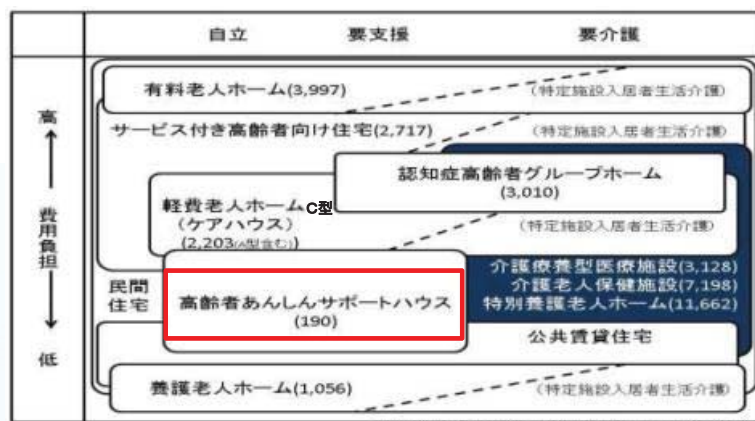 自立 要支援 要介護
高
費用負担
低
有料老人ホーム(3,997) (特定施設入居者生活介護)
サービス付き高齢者向け住宅(2,717) (特定施設入居者生活介護)
認知症高齢者グループホーム
(3,010)
軽費老人ホームC型
(ケアハウス)
(2,203(A型含む)) (特定施設入居者生活介護)
介護療養型医療施設(3,128)
介護老人保健施設(7,198)
特別養護老人ホーム(11,662)
民間
住宅
高齢者あんしんサポートハウス
(190)
公共賃貸住宅
養護老人ホーム(1,056) (特定施設入居者生活介護)